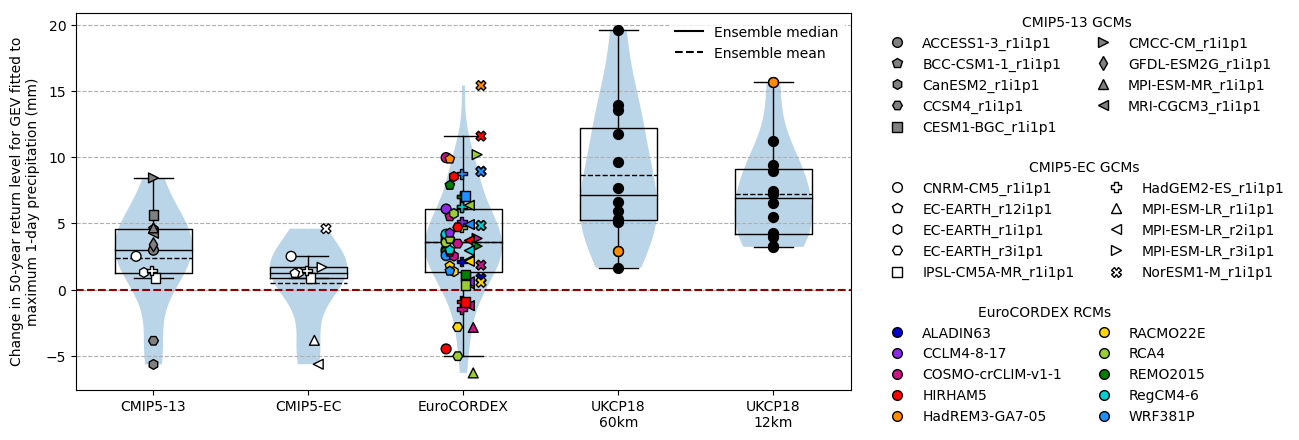 Change in 50-year return level for GEV fitted to
maximum 1-day precipitation (mm)
20
15
10
5
0
−5
Ensemble median
Ensemble mean
CMIP5-13
CMIP5-EC
EuroCORDEX
UKCP18
60km
UKCP18
12km
CMIP5-13 GCMs
ACCESS1-3_r1i1p1
BCC-CSM1-1_r1i1p1
CanESM2_r1i1p1
CCSM4_r1i1p1
CESM1-BGC_r1i1p1
CMCC-CM_r1i1p1
GFDL-ESM2G_r1i1p1
MPI-ESM-MR_r1i1p1
MRI-CGCM3_r1i1p1
CMIP5-EC GCMs
CNRM-CM5_r1i1p1
EC-EARTH_r12i1p1
EC-EARTH_r1i1p1
EC-EARTH_r3i1p1
IPSL-CM5A-MR_r1i1p1
HadGEM2-ES_r1i1p1
MPI-ESM-LR_r1i1p1
MPI-ESM-LR_r2i1p1
MPI-ESM-LR_r3i1p1
NorESM1-M_r1i1p1
EuroCORDEX RCMs
ALADIN63
CCLM4-8-17
COSMO-crCLIM-v1-1
HIRHAM5
HadREM3-GA7-05
RACMO22E
RCA4
REMO2015
RegCM4-6
WRF381P